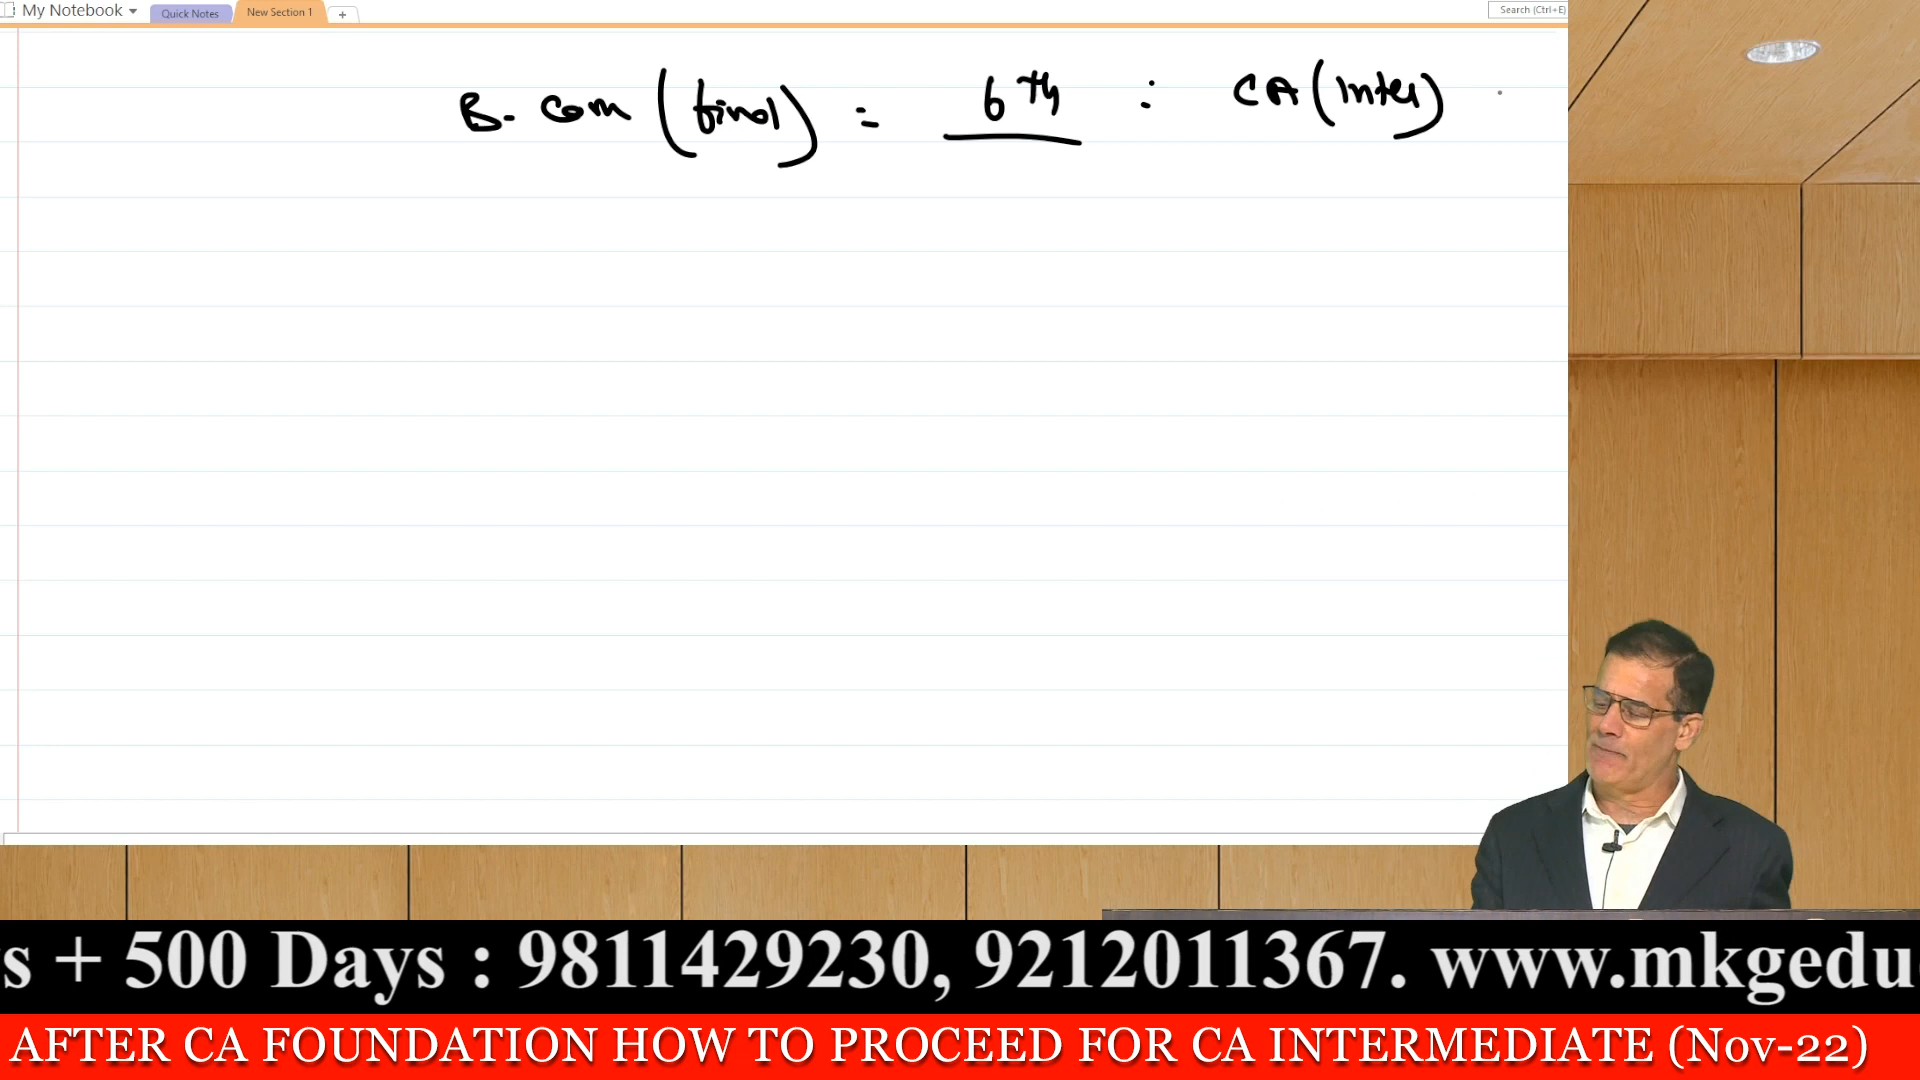 My Notebook Quick Notes New Section 1 + Search (Ctrl+E)
B. Com (final) = 6th : CA (Inter)
s + 500 Days : 9811429230, 9212011367. www.mkgedu
AFTER CA FOUNDATION HOW TO PROCEED FOR CA INTERMEDIATE (Nov-22)